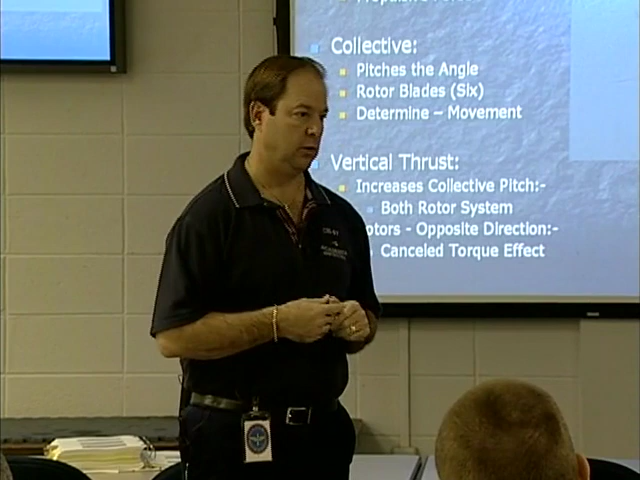 Collective:
Pitches the Angle
Rotor Blades (Six)
Determine – Movement
Vertical Thrust:
Increases Collective Pitch:-
Both Rotor System
otors - Opposite Direction:-
Canceled Torque Effect